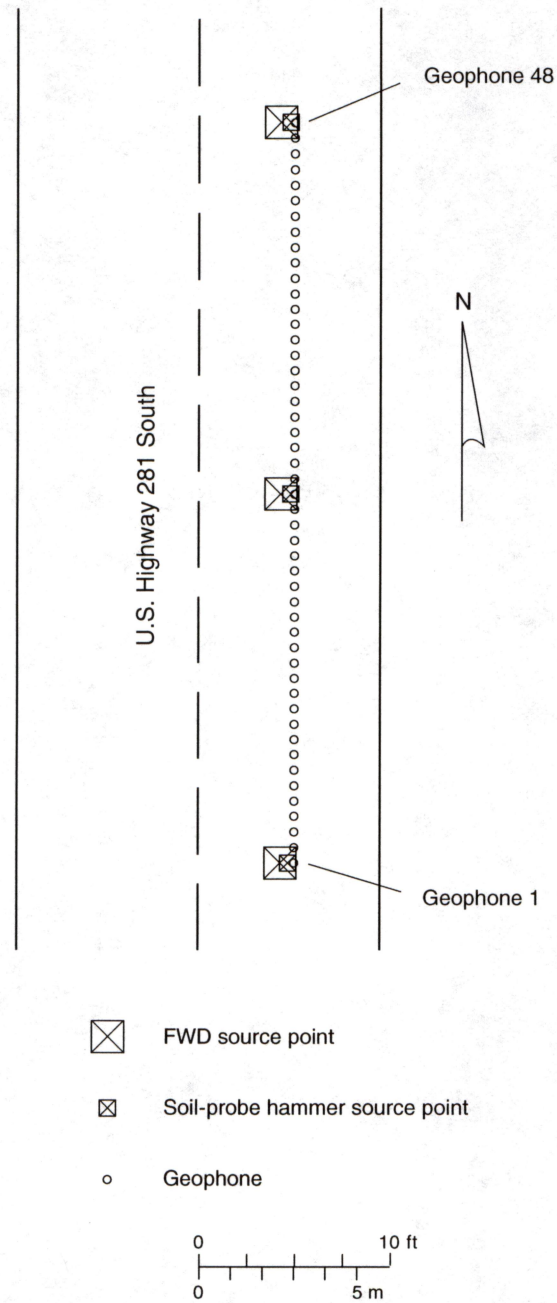 Geophone 48
N
U.S. Highway 281 South
Geophone 1
FWD source point
Soil-probe hammer source point
Geophone
0 10 ft
0 5 m